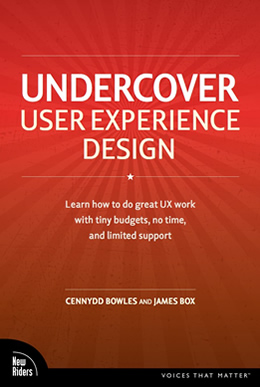 UNDERCOVER
USER EXPERIENCE
DESIGN
Learn how to do great UX work
with tiny budgets, no time,
and limited support
CENNYDD BOWLES AND JAMES BOX
New
Riders
VOICES THAT MATTER™